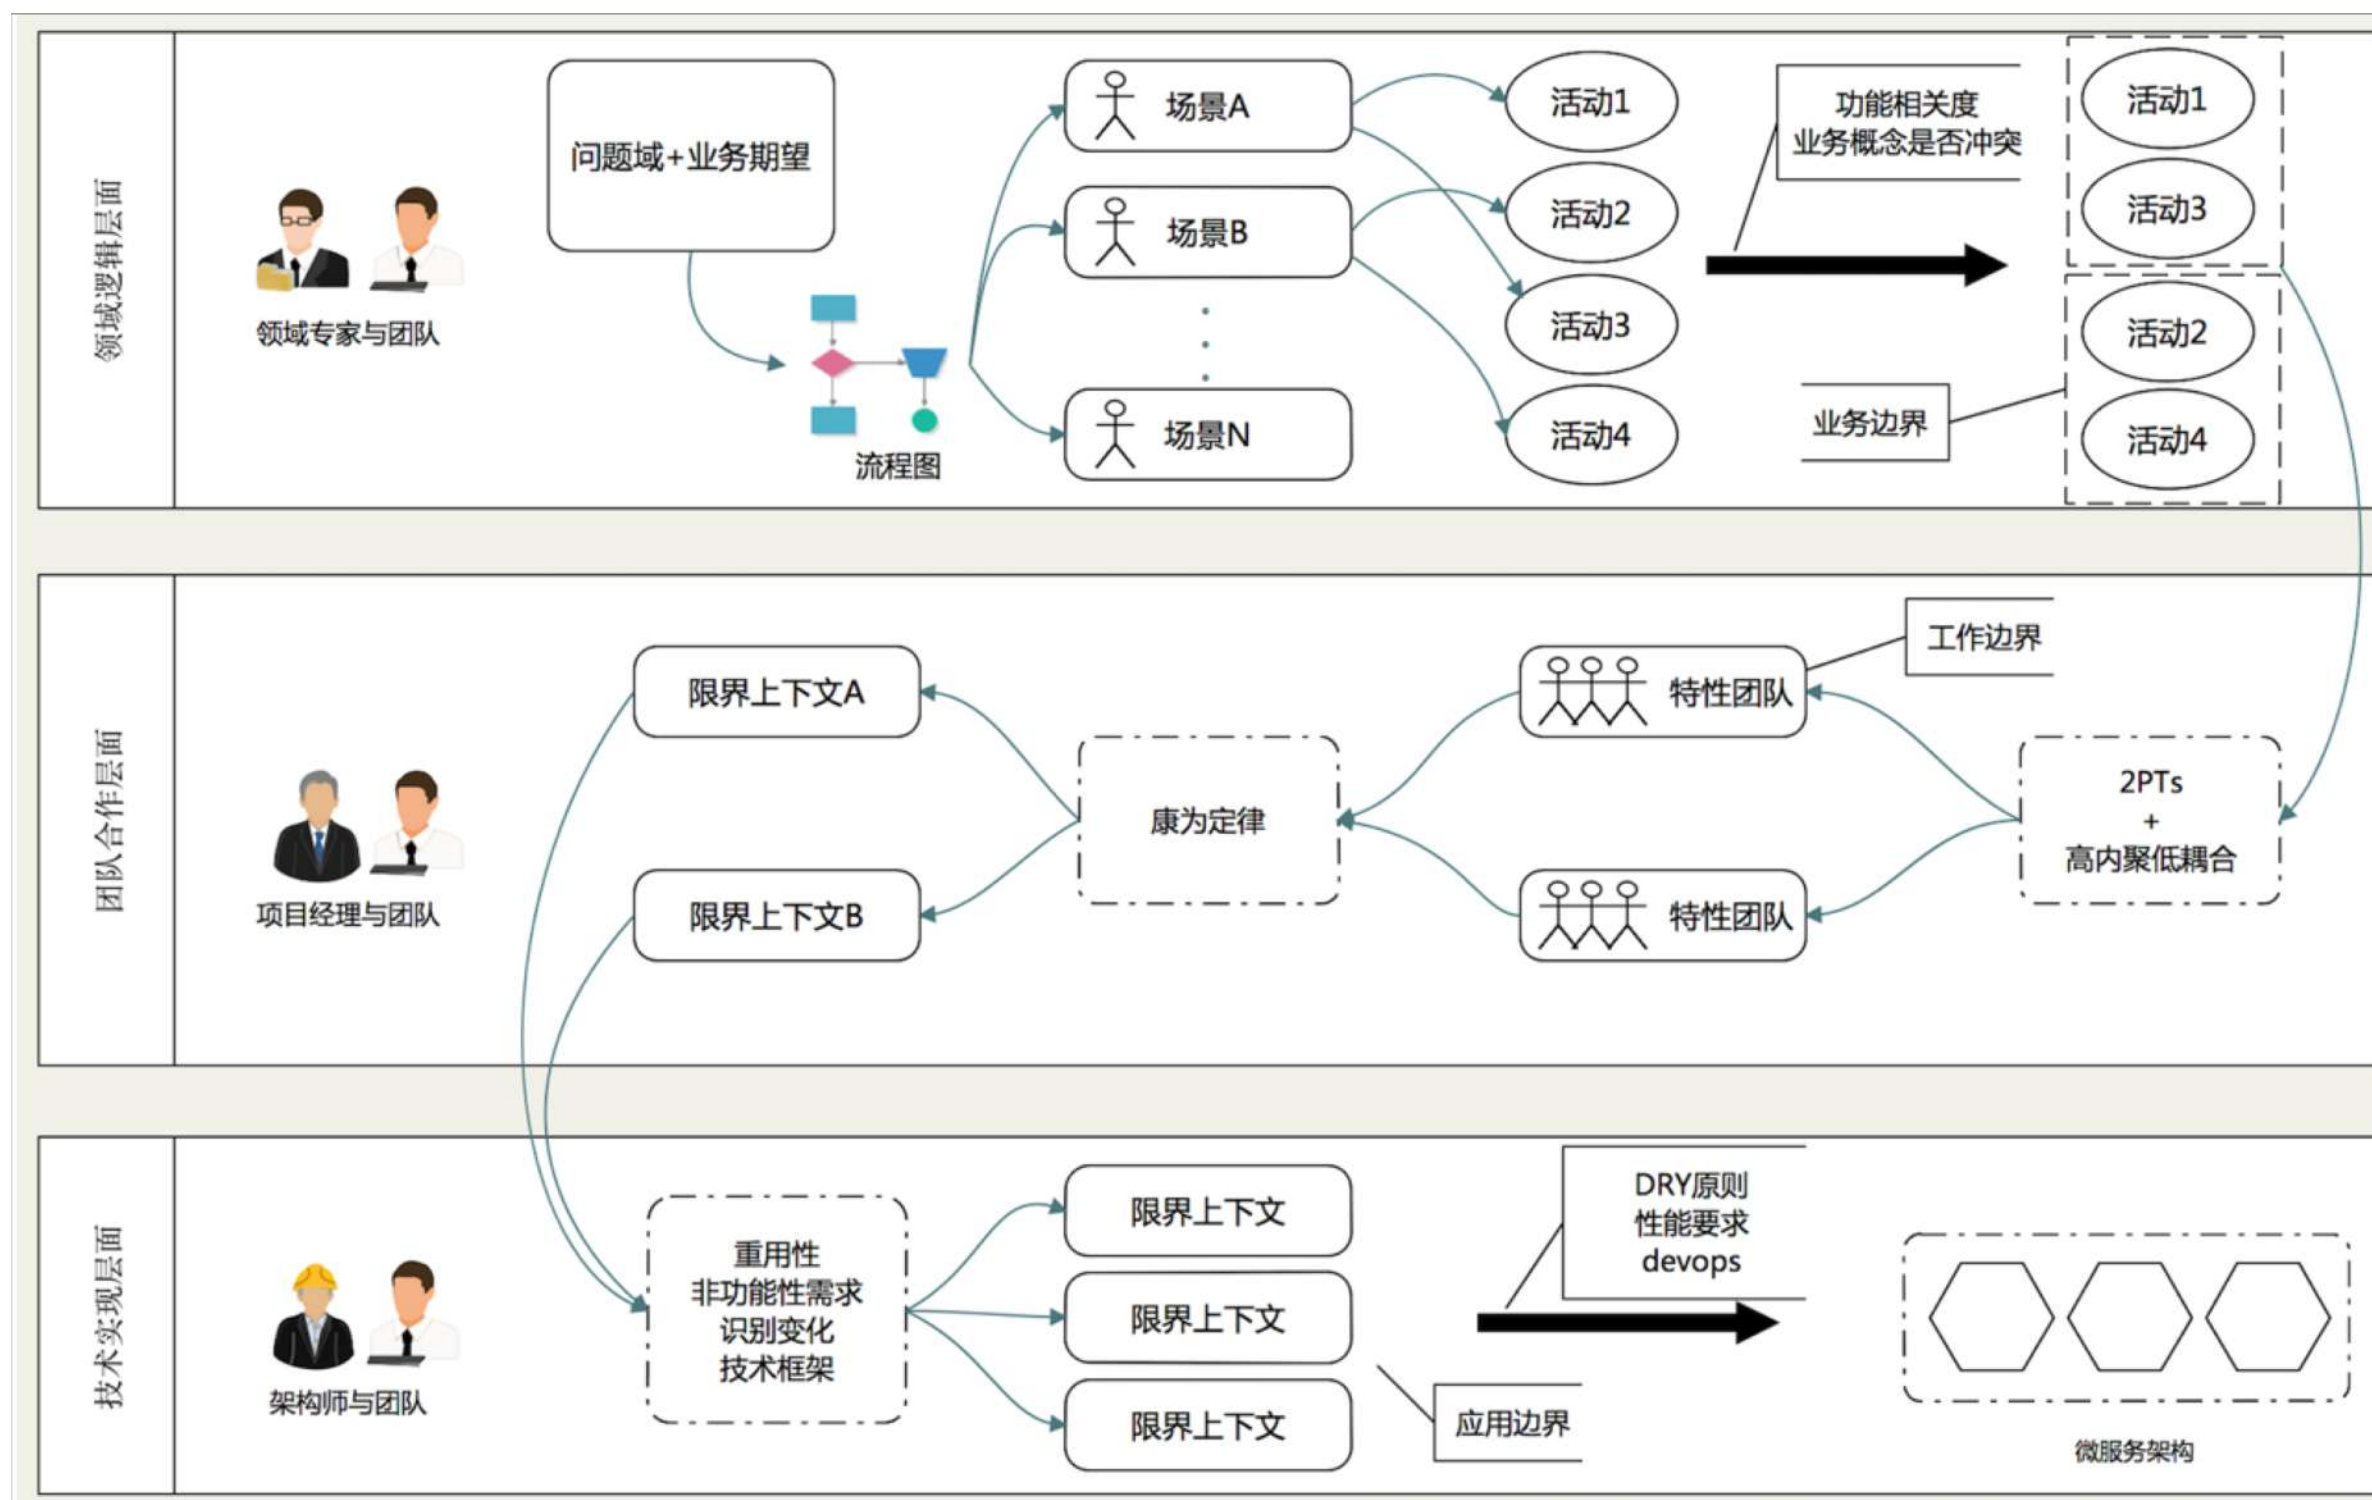 领域逻辑层面
领域专家与团队
问题域+业务期望
流程图
场景A
场景B
场景N
活动1
活动2
活动3
活动4
功能相关度
业务概念是否冲突
业务边界
活动1
活动3
活动2
活动4
团队合作层面
项目经理与团队
限界上下文A
限界上下文B
康为定律
特性团队
特性团队
工作边界
2PTs
+
高内聚低耦合
技术实现层面
架构师与团队
重用性
非功能性需求
识别变化
技术框架
限界上下文
限界上下文
限界上下文
应用边界
DRY原则
性能要求
devops
微服务架构